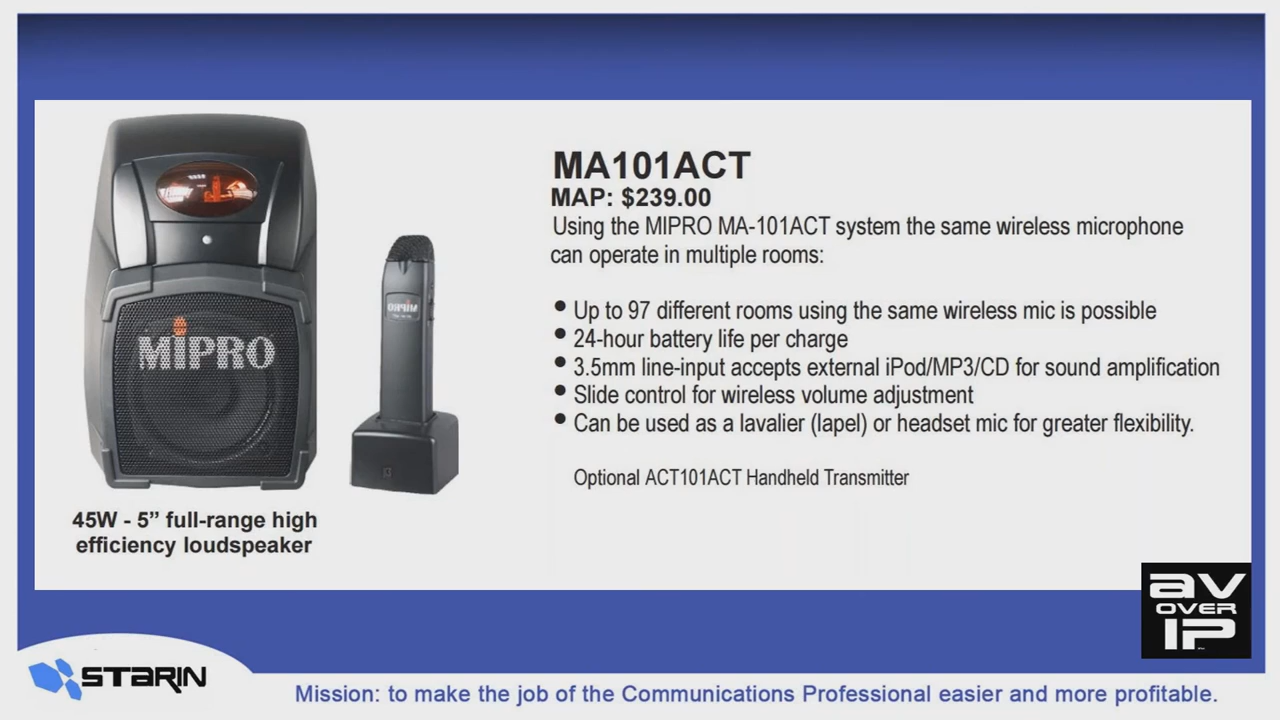 MA101ACT
MAP: $239.00
Using the MIPRO MA-101ACT system the same wireless microphone
can operate in multiple rooms:
• Up to 97 different rooms using the same wireless mic is possible
• 24-hour battery life per charge
• 3.5mm line-input accepts external iPod/MP3/CD for sound amplification
• Slide control for wireless volume adjustment
• Can be used as a lavalier (lapel) or headset mic for greater flexibility.
Optional ACT101ACT Handheld Transmitter
MIPRO
MIPRO
45W - 5” full-range high
efficiency loudspeaker
av
OVER
IP
STARIN
Mission: to make the job of the Communications Professional easier and more profitable.